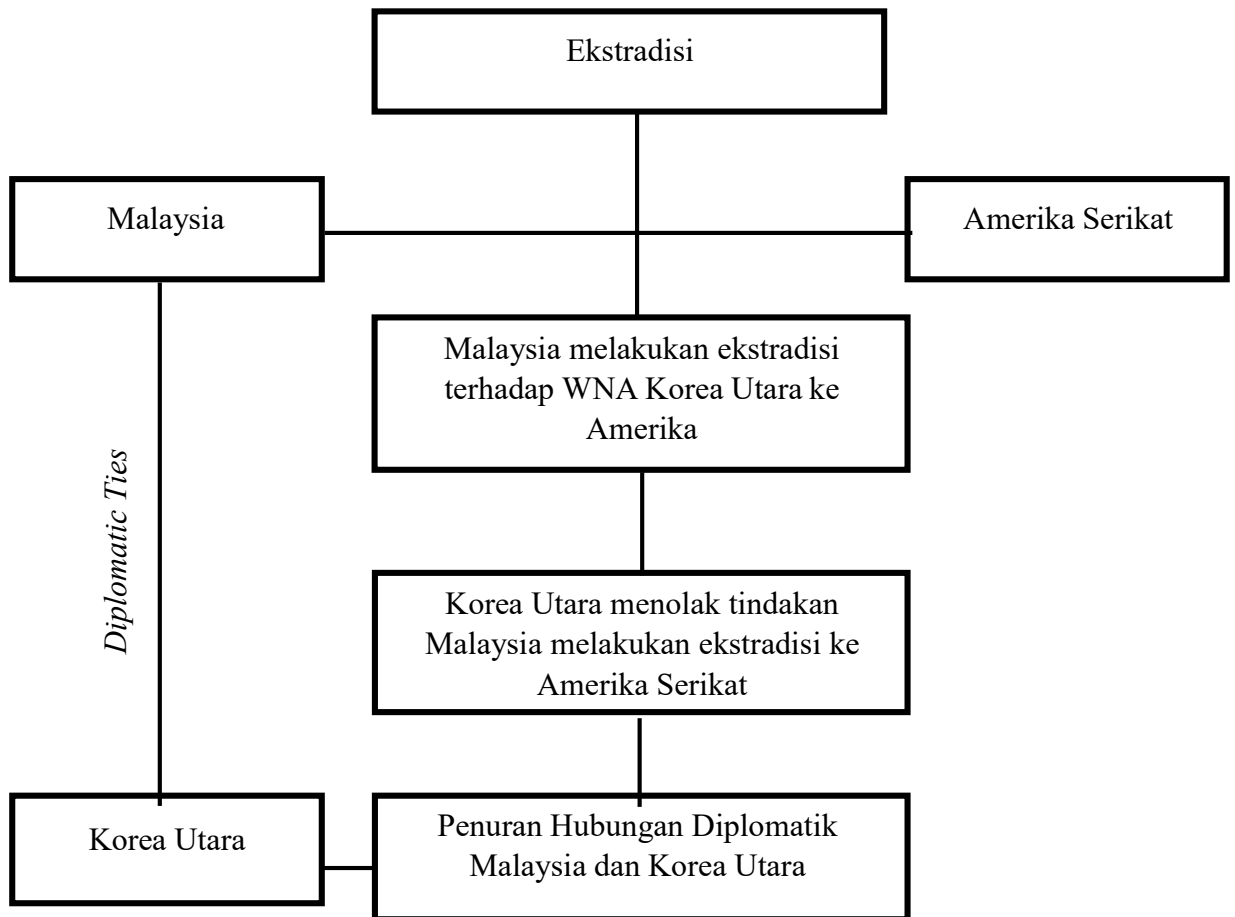 Ekstradisi
Malaysia
Amerika Serikat
Malaysia melakukan ekstradisi
terhadap WNA Korea Utara ke
Amerika
Diplomatic Ties
Korea Utara menolak tindakan
Malaysia melakukan ekstradisi ke
Amerika Serikat
Korea Utara
Penuran Hubungan Diplomatik
Malaysia dan Korea Utara